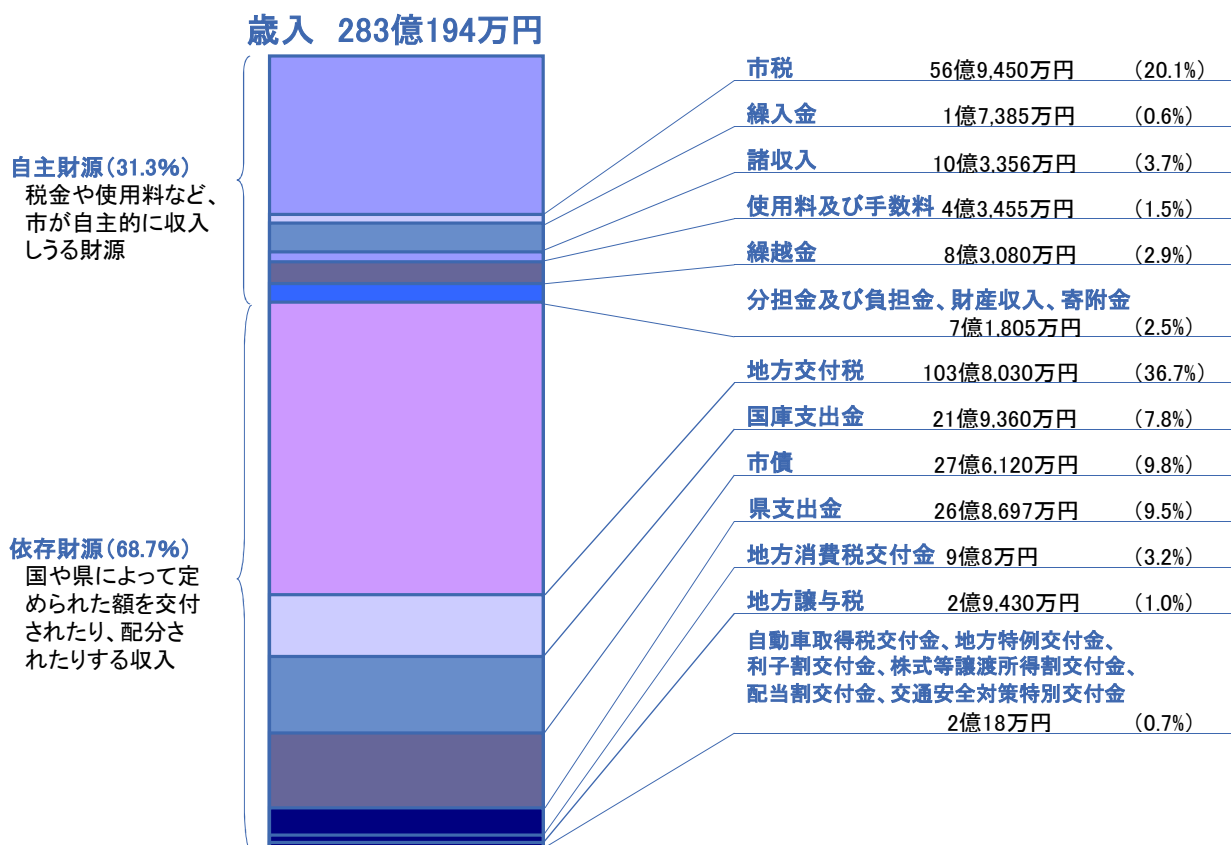 歳入 283億194万円
自主財源(31.3%)
税金や使用料など、
市が自主的に収入
しうる財源
市税 56億9,450万円 (20.1%)
繰入金 1億7,385万円 (0.6%)
諸収入 10億3,356万円 (3.7%)
使用料及び手数料 4億3,455万円 (1.5%)
繰越金 8億3,080万円 (2.9%)
分担金及び負担金、財産収入、寄附金
7億1,805万円 (2.5%)
依存財源(68.7%)
国や県によって定
められた額を交付
されたり、配分さ
れたりする収入
地方交付税 103億8,030万円 (36.7%)
国庫支出金 21億9,360万円 (7.8%)
市債 27億6,120万円 (9.8%)
県支出金 26億8,697万円 (9.5%)
地方消費税交付金 9億8万円 (3.2%)
地方譲与税 2億9,430万円 (1.0%)
自動車取得税交付金、地方特例交付金、
利子割交付金、株式等譲渡所得割交付金、
配当割交付金、交通安全対策特別交付金
2億18万円 (0.7%)